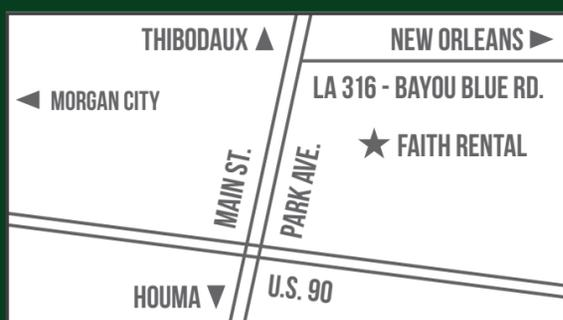 THIBODAUX ▲
NEW ORLEANS ►
LA 316 - BAYOU BLUE RD.
◄ MORGAN CITY
★ FAITH RENTAL
MAIN ST.
PARK AVE.
U.S. 90
HOUMA ▼